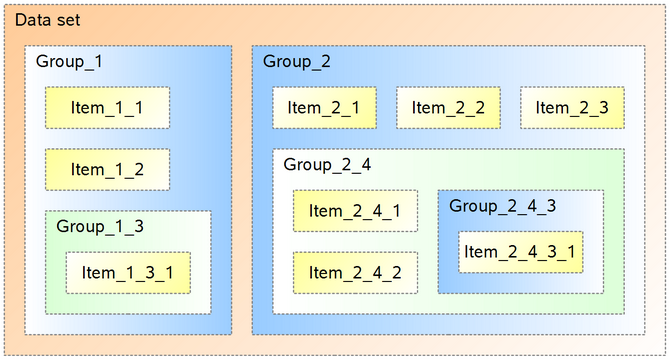 Data set
Group_1
Item_1_1
Item_1_2
Group_1_3
Item_1_3_1
Group_2
Item_2_1
Item_2_2
Item_2_3
Group_2_4
Item_2_4_1
Item_2_4_2
Group_2_4_3
Item_2_4_3_1